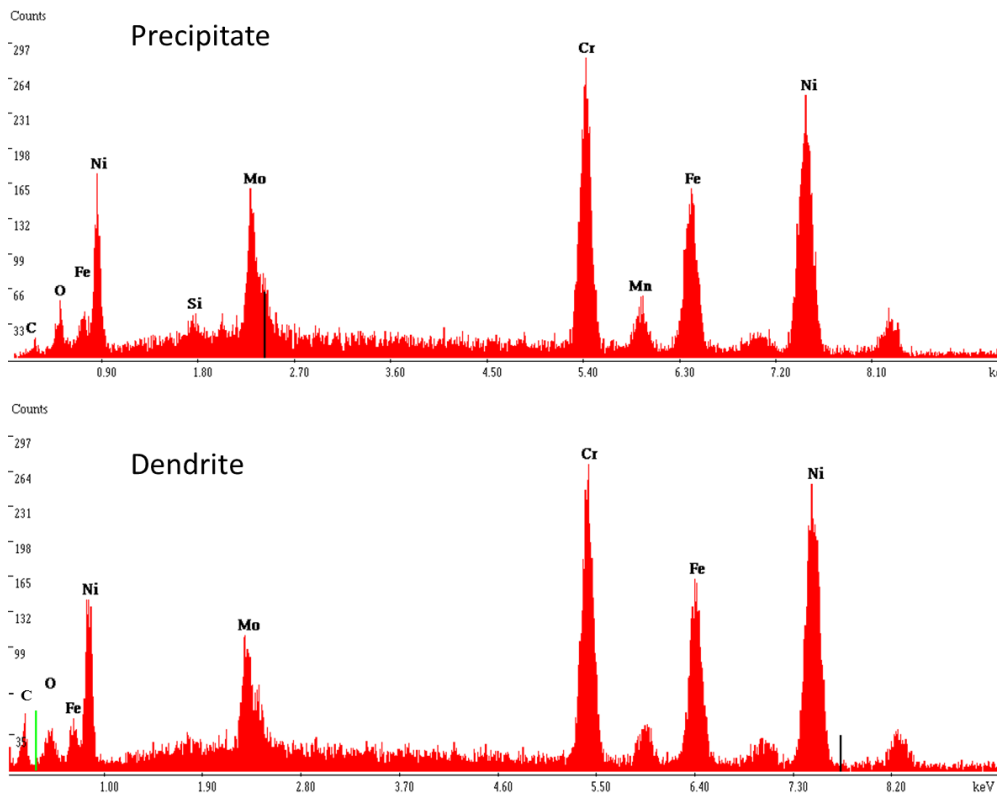 Counts
Precipitate
297
Cr
264
Ni
231
198
Ni
165
Mo
Fe
132
99
Fe
66
O
Si
Mn
33
C
0.90 1.80 2.70 3.60 4.50 5.40 6.30 7.20 8.10 ke
Counts
297
Dendrite
Cr
264
Ni
231
198
Fe
165
Ni
132
Mo
99
O
C
Fe
35
1.00 1.90 2.80 3.70 4.60 5.50 6.40 7.30 8.20 keV